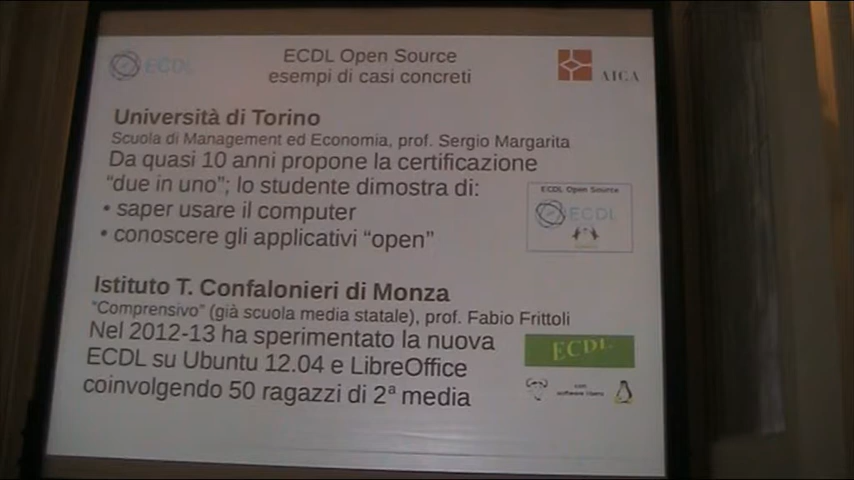 ECDL
ECDL Open Source
esempi di casi concreti
AICA
Università di Torino
Scuola di Management ed Economia, prof. Sergio Margarita
Da quasi 10 anni propone la certificazione
“due in uno”; lo studente dimostra di:
• saper usare il computer
• conoscere gli applicativi “open”
ECDL Open Source
ECDL
Istituto T. Confalonieri di Monza
“Comprensivo” (già scuola media statale), prof. Fabio Frittoli
Nel 2012-13 ha sperimentato la nuova
ECDL su Ubuntu 12.04 e LibreOffice
coinvolgendo 50 ragazzi di 2ª media
ECDL
con
software libero